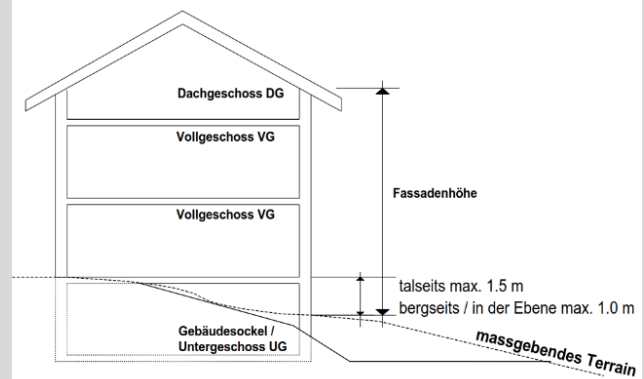 Dachgeschoss DG
Vollgeschoss VG
Fassadenhöhe
Vollgeschoss VG
talseits max. 1.5 m
bergseits / in der Ebene max. 1.0 m
Gebäudesockel /
Untergeschoss UG
massgebendes Terrain